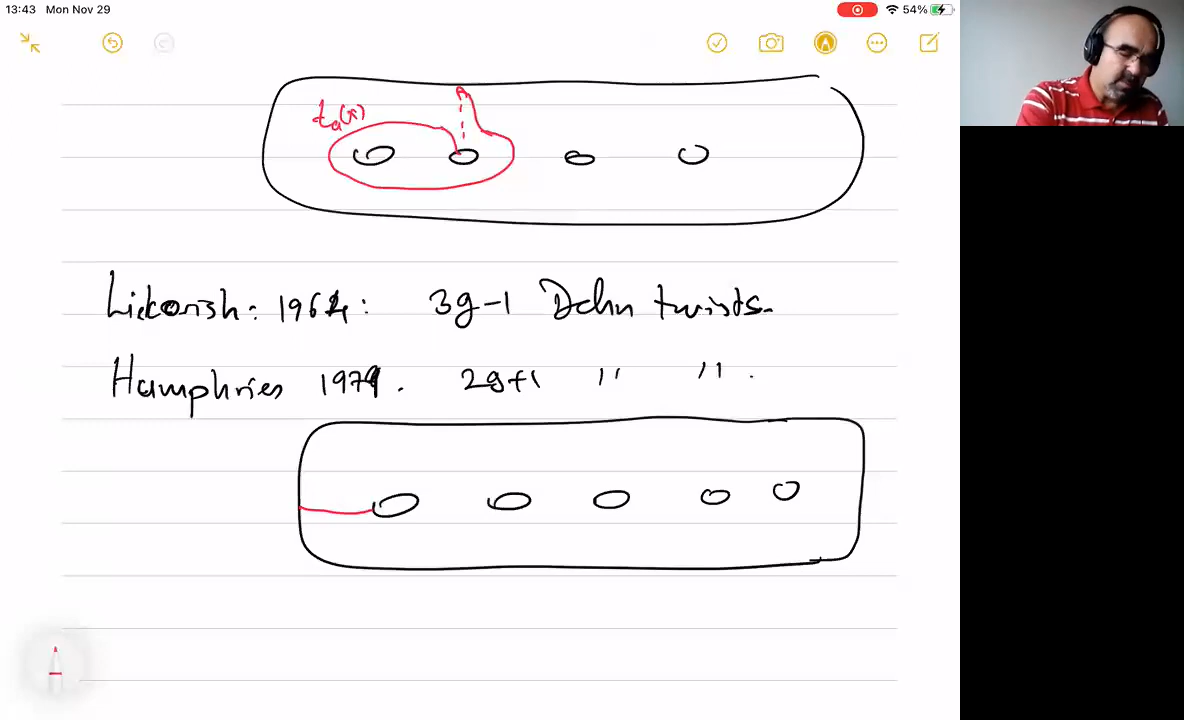 13:43 Mon Nov 29
54%
t_a(x)
Lickorish: 1964: 3g-1 Dehn twists.
Humphries 1979. 2g+1 " " .